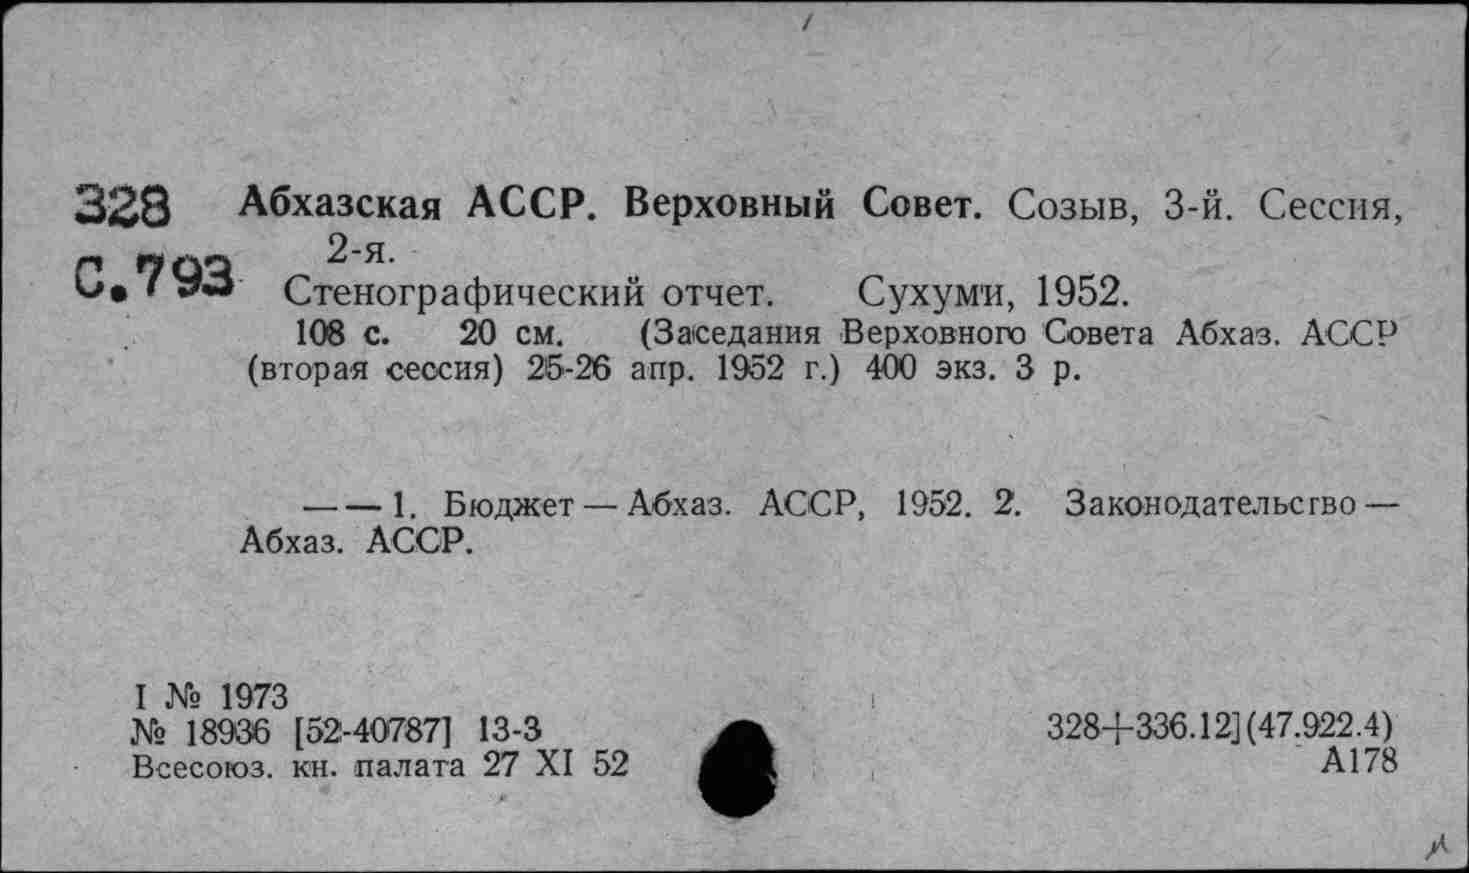 328 Абхазская АССР. Верховный Совет. Созыв, 3-й. Сессия,
2-я.
С.793 Стенографический отчет. Сухуми, 1952.
108 с. 20 см. (Заседания Верховного Совета Абхаз. АССР
(вторая сессия) 25-26 апр. 1952 г.) 400 экз. 3 р.
— — 1. Бюджет — Абхаз. АССР, 1952. 2. Законодательство —
Абхаз. АССР.
I № 1973
№ 18936 [52-40787] 13-3
328+336.12](47.922.4)
Всесоюз. кн. палата 27 XI 52
А178